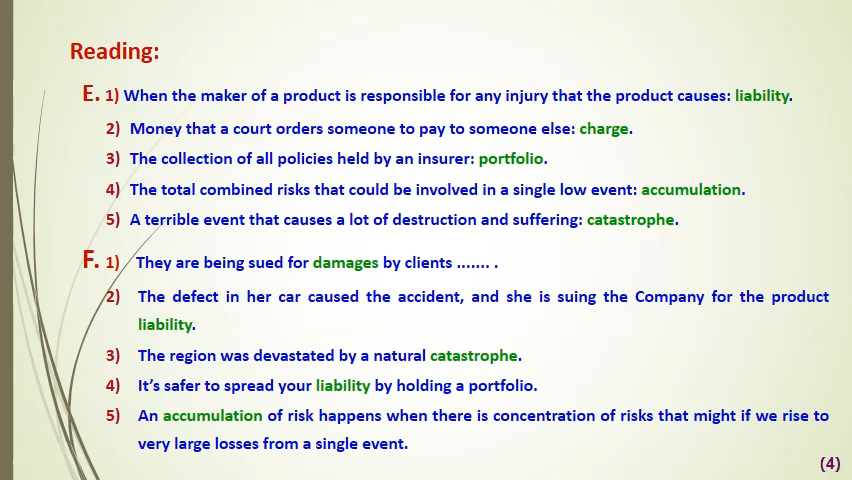 Reading:
E. 1) When the maker of a product is responsible for any injury that the product causes: liability.
2) Money that a court orders someone to pay to someone else: charge.
3) The collection of all policies held by an insurer: portfolio.
4) The total combined risks that could be involved in a single low event: accumulation.
5) A terrible event that causes a lot of destruction and suffering: catastrophe.
F. 1) They are being sued for damages by clients ....... .
2) The defect in her car caused the accident, and she is suing the Company for the product
liability.
3) The region was devastated by a natural catastrophe.
4) It's safer to spread your liability by holding a portfolio.
5) An accumulation of risk happens when there is concentration of risks that might if we rise to
very large losses from a single event.
(4)